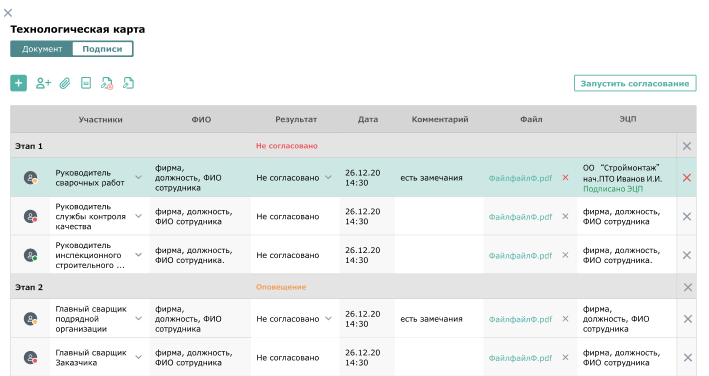 Технологическая карта
Документ Подписи
Запустить согласование
Участники ФИО Результат Дата Комментарий Файл ЭЦП
Этап 1 Не согласовано
Руководитель
сварочных работ
фирма,
должность, ФИО
сотрудника
Не согласовано
26.12.20
14:30
есть замечания
ФайлфайлФ.pdf
ОО “Строймонтаж”
нач.ПТО Иванов И.И.
Подписано ЭЦП
Руководитель
службы контроля
качества
фирма, должность,
ФИО сотрудника
Не согласовано
26.12.20
14:30
ФайлфайлФ.pdf
фирма, должность,
ФИО сотрудника
Руководитель
инспекционного
строительного ...
фирма, должность,
ФИО сотрудника.
Не согласовано
26.12.20
14:30
ФайлфайлФ.pdf
фирма, должность,
ФИО сотрудника.
Этап 2 Оповещение
Главный сварщик
подрядной
организации
фирма,
должность, ФИО
сотрудника
Не согласовано
26.12.20
14:30
есть замечания
ФайлфайлФ.pdf
фирма,
должность, ФИО
сотрудника
Главный сварщик
Заказчика
фирма, должность,
ФИО сотрудника
Не согласовано
26.12.20
14:30
ФайлфайлФ.pdf
фирма, должность,
ФИО сотрудника